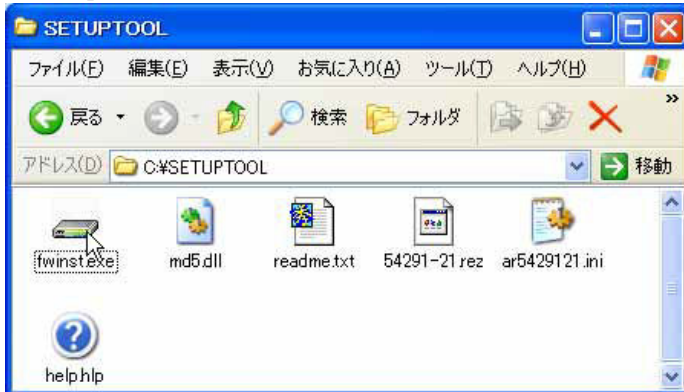 SETUPTOOL
ファイル(F) 編集(E) 表示(V) お気に入り(A) ツール(T) ヘルプ(H)
戻る 検索 フォルダ »
アドレス(D) C:¥SETUPTOOL 移動
fwinst.exe md5.dll readme.txt 54291-21.rez ar5429121.ini
help.hlp